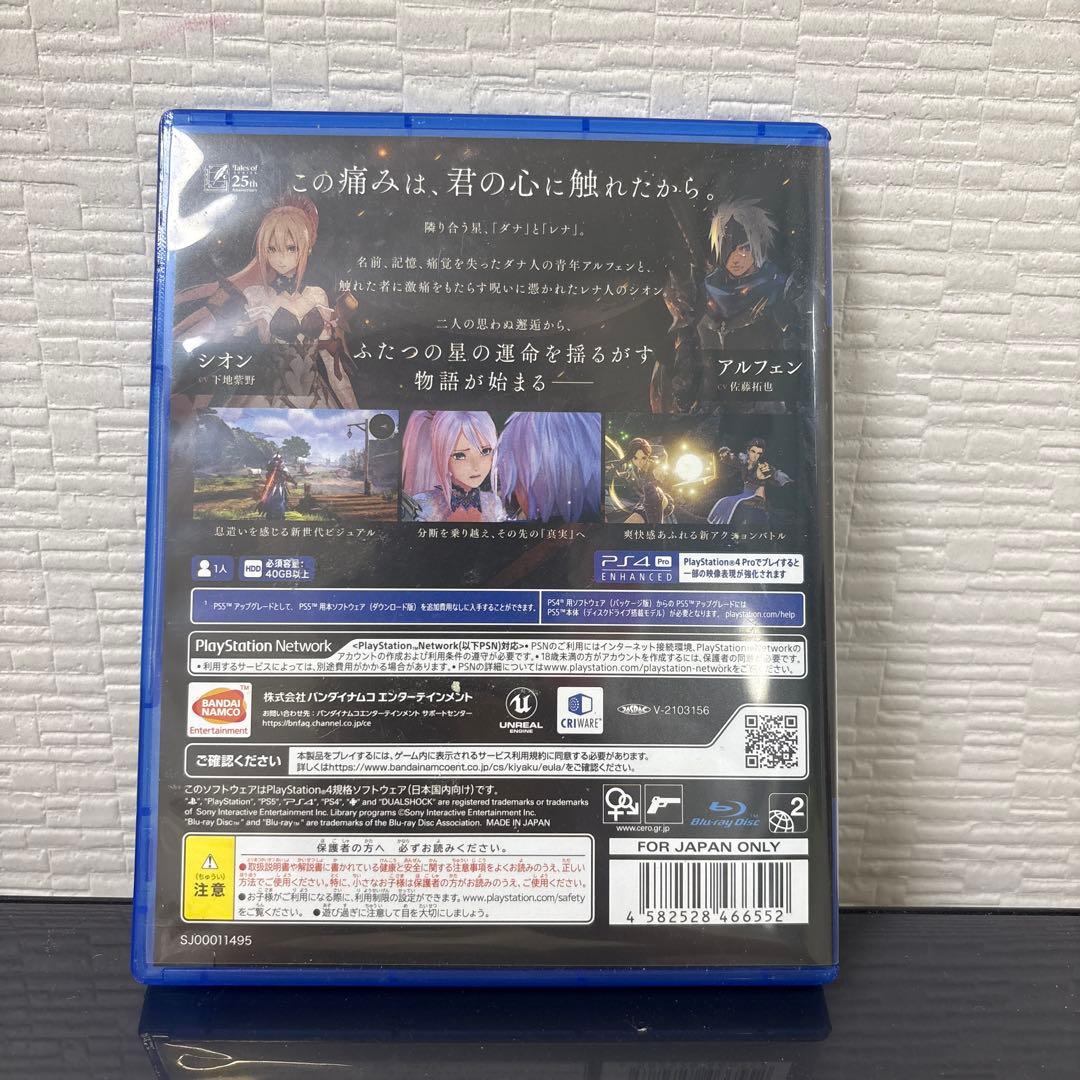 Tales of
25th
Anniversary
この痛みは、君の心に触れたから。
隣り合う星、「ダナ」と「レナ」。
名前、記憶、痛覚を失ったダナ人の青年アルフェンと、
触れた者に激痛をもたらす呪いに憑かれたレナ人のシオン。
二人の思わぬ邂逅から、
ふたつの星の運命を揺るがす
物語が始まる――
シオン
CV 下地紫野
アルフェン
CV 佐藤拓也
息遣いを感じる新世代ビジュアル
分断を乗り越え、その先の「真実」へ
爽快感あふれる新アクションバトル
1人
HDD 必須容量:
40GB以上
PS4 Pro
ENHANCED
PlayStation®4 Proでプレイすると
一部の映像表現が強化されます
PS5™アップグレードとして、PS5™用本ソフトウェア(ダウンロード版)を追加費用なしに入手することができます。
PS4®用ソフトウェア(パッケージ版)からのPS5™アップグレードには
PS5™本体(ディスクドライブ搭載モデル)が必要となります。playstation.com/help
PlayStation Network
<PlayStation™Network(以下PSN)対応>• PSNのご利用にはインターネット接続環境、PlayStation™Networkの
アカウントの作成および利用条件の遵守が必要です。• 18歳未満の方がアカウントを作成するには、保護者の同意が必要です。
• 利用するサービスによっては、別途費用がかかる場合があります。• PSNの詳細についてはwww.playstation.com/playstation-networkをご覧ください。
BANDAI
NAMCO
Entertainment
株式会社バンダイナムコエンターテインメント
お問い合わせ先:バンダイナムコエンターテインメント サポートセンター
https://bnfaq.channel.or.jp/ce
UNREAL
ENGINE
CRIWARE
V-2103156
ご確認ください
本製品をプレイするには、ゲーム内に表示されるサービス利用規約に同意する必要があります。
詳しくはhttps://www.bandainamcoent.co.jp/cs/kiyaku/eula/をご確認ください。
このソフトウェアはPlayStation®4規格ソフトウェア(日本国内向け)です。
"PlayStation", "PS5", "PS4", "PS4", and "DUALSHOCK" are registered trademarks or trademarks
of Sony Interactive Entertainment Inc. Library programs ©Sony Interactive Entertainment Inc.
"Blu-ray Disc™" and "Blu-ray™" are trademarks of the Blu-ray Disc Association. MADE IN JAPAN
www.cero.gr.jp
Blu-ray Disc™
2
(ちゅうい)
注意
保護者の方へ 必ずお読みください。
●取扱説明書や解説書に書かれている健康と安全に関する注意事項をよくお読みのうえ、正しい
方法でご使用ください。特に、小さなお子様は保護者の方がお読みのうえ、ご使用ください。
●お子様がご利用になる際に、利用制限の設定ができます。www.playstation.com/safety
をご覧ください。 ●遊び過ぎに注意して目を大切にしましょう。
FOR JAPAN ONLY
4 582528 466552
SJ00011495